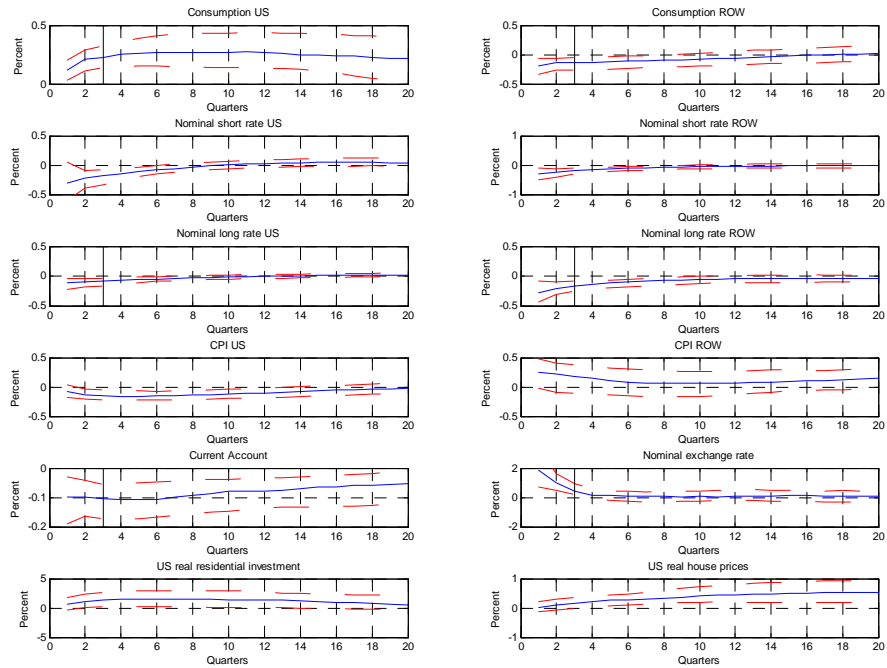 Consumption US
Consumption ROW
0.5
0
Percent
0 2 4 6 8 10 12 14 16 18 20
Quarters
0.5
0
-0.5
Percent
0 2 4 6 8 10 12 14 16 18 20
Quarters
Nominal short rate US
Nominal short rate ROW
0.5
0
-0.5
Percent
0 2 4 6 8 10 12 14 16 18 20
Quarters
1
0
-1
Percent
0 2 4 6 8 10 12 14 16 18 20
Quarters
Nominal long rate US
Nominal long rate ROW
0.5
0
-0.5
Percent
0 2 4 6 8 10 12 14 16 18 20
Quarters
0.5
0
-0.5
Percent
0 2 4 6 8 10 12 14 16 18 20
Quarters
CPI US
CPI ROW
0.5
0
-0.5
Percent
0 2 4 6 8 10 12 14 16 18 20
Quarters
0.5
0
-0.5
Percent
0 2 4 6 8 10 12 14 16 18 20
Quarters
Current Account
Nominal exchange rate
0
-0.1
-0.2
Percent
0 2 4 6 8 10 12 14 16 18 20
Quarters
2
0
-2
Percent
0 2 4 6 8 10 12 14 16 18 20
Quarters
US real residential investment
US real house prices
5
0
-5
Percent
0 2 4 6 8 10 12 14 16 18 20
Quarters
1
0
1
Percent
0 2 4 6 8 10 12 14 16 18 20
Quarters